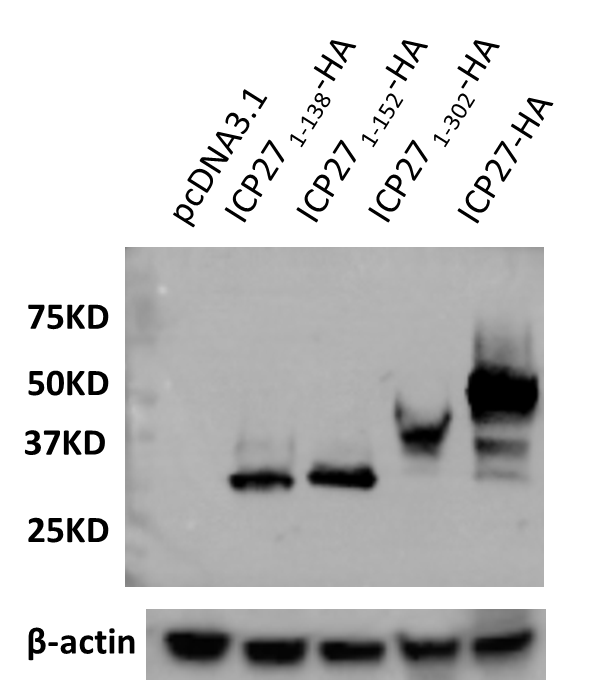 pcDNA3.1
ICP27 1-138-HA
ICP27 1-152-HA
ICP27 1-302-HA
ICP27-HA
75KD
50KD
37KD
25KD
β-actin